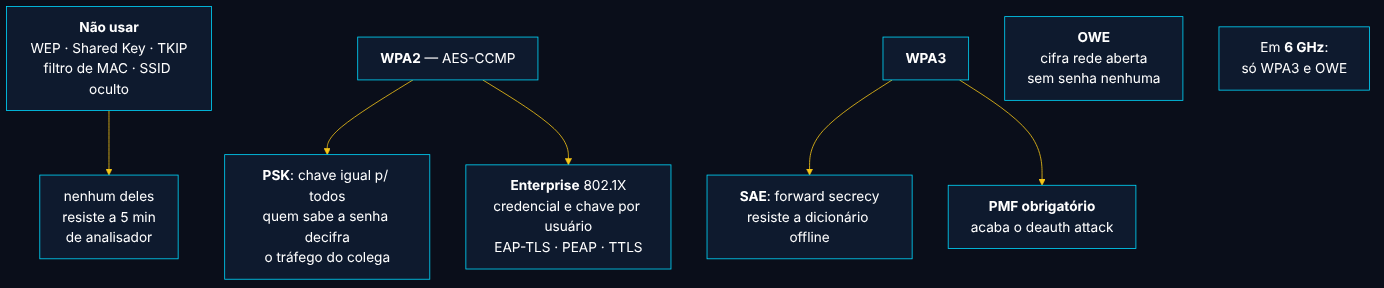 Não usar
WEP · Shared Key · TKIP
filtro de MAC · SSID
oculto
nenhum deles
resiste a 5 min
de analisador
WPA2 — AES-CCMP
PSK: chave igual p/
todos
quem sabe a senha
decifra
o tráfego do colega
Enterprise 802.1X
credencial e chave por
usuário
EAP-TLS · PEAP · TTLS
WPA3
SAE: forward secrecy
resiste a dicionário
offline
PMF obrigatório
acaba o deauth attack
OWE
cifra rede aberta
sem senha nenhuma
Em 6 GHz:
só WPA3 e OWE